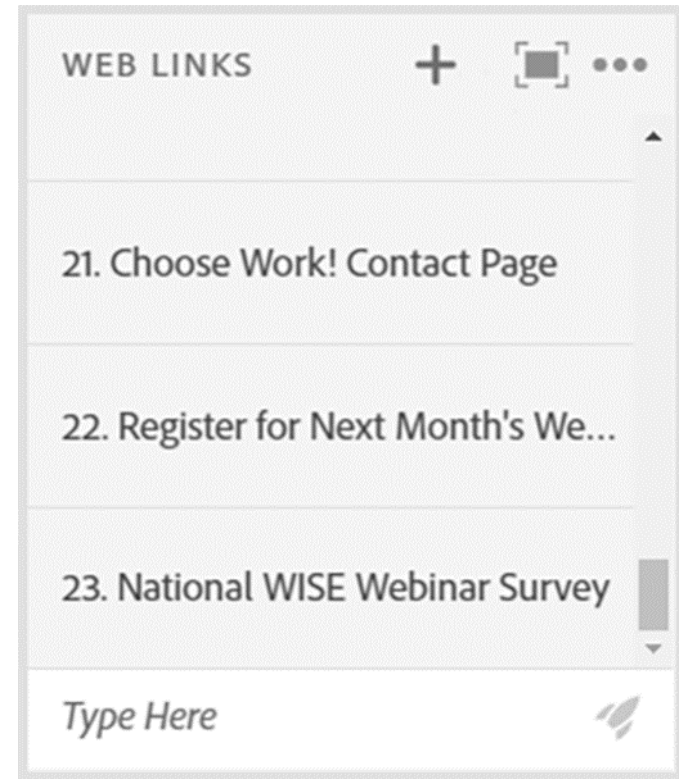 WEB LINKS
21. Choose Work! Contact Page
22. Register for Next Month's We...
23. National WISE Webinar Survey
Type Here